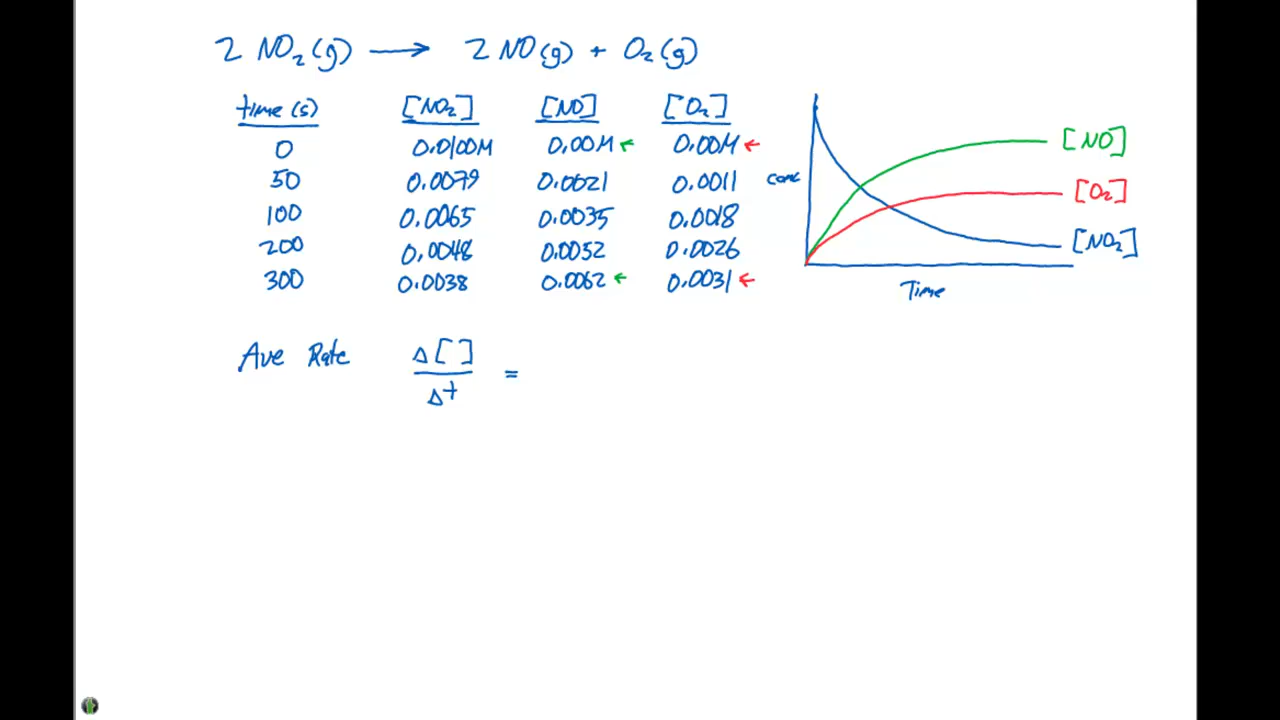 2 NO₂(g) → 2 NO(g) + O₂(g)
time (s) [NO₂] [NO] [O₂]
0 0.0100M 0.00M ← 0.00M ←
50 0.0079 0.0021 0.0011
100 0.0065 0.0035 0.0018
200 0.0048 0.0052 0.0026
300 0.0038 0.0062 ← 0.0031 ←
conc
[NO]
[O₂]
[NO₂]
Time
Ave Rate Δ[ ]/Δt =